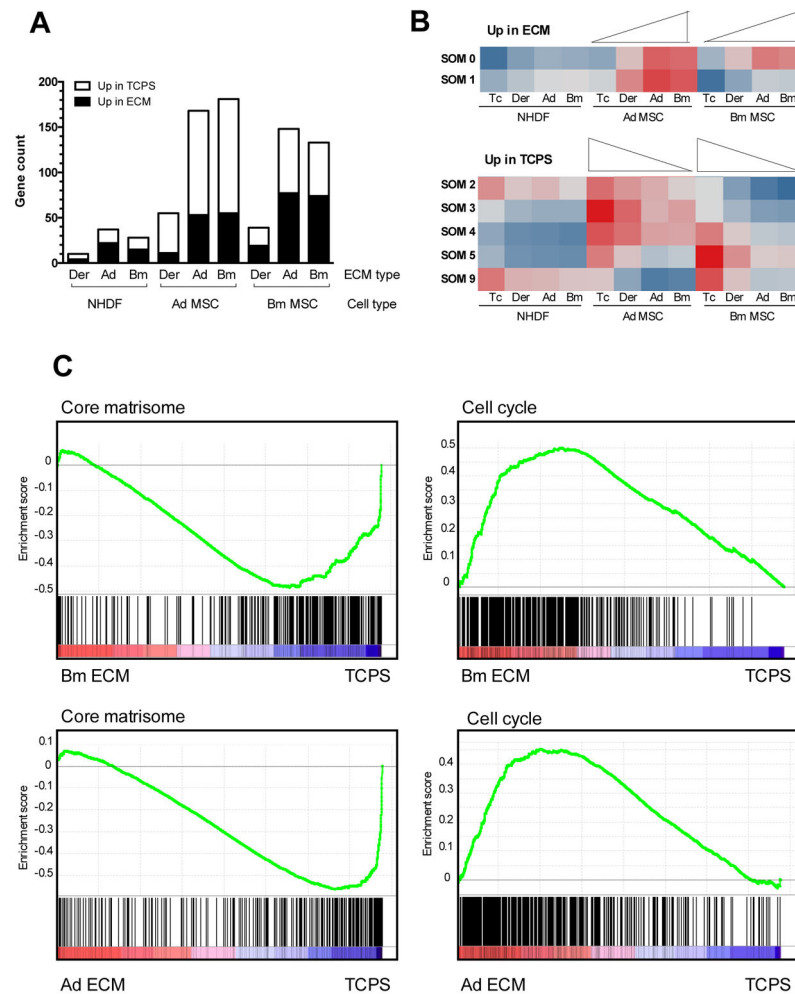 A
Up in TCPS
Up in ECM
Gene count
200
150
100
50
0
Der Ad Bm Der Ad Bm Der Ad Bm ECM type
NHDF Ad MSC Bm MSC Cell type
B
Up in ECM
SOM 0
SOM 1
Tc Der Ad Bm Tc Der Ad Bm Tc Der Ad Bm
NHDF Ad MSC Bm MSC
Up in TCPS
SOM 2
SOM 3
SOM 4
SOM 5
SOM 9
Tc Der Ad Bm Tc Der Ad Bm Tc Der Ad Bm
NHDF Ad MSC Bm MSC
C
Core matrisome
Enrichment score
0
-0.1
-0.2
-0.3
-0.4
-0.5
Bm ECM TCPS
Cell cycle
Enrichment score
0.5
0.4
0.3
0.2
0.1
0
Bm ECM TCPS
Core matrisome
Enrichment score
0.1
0
-0.1
-0.2
-0.3
-0.4
-0.5
Ad ECM TCPS
Cell cycle
Enrichment score
0.4
0.3
0.2
0.1
0
Ad ECM TCPS